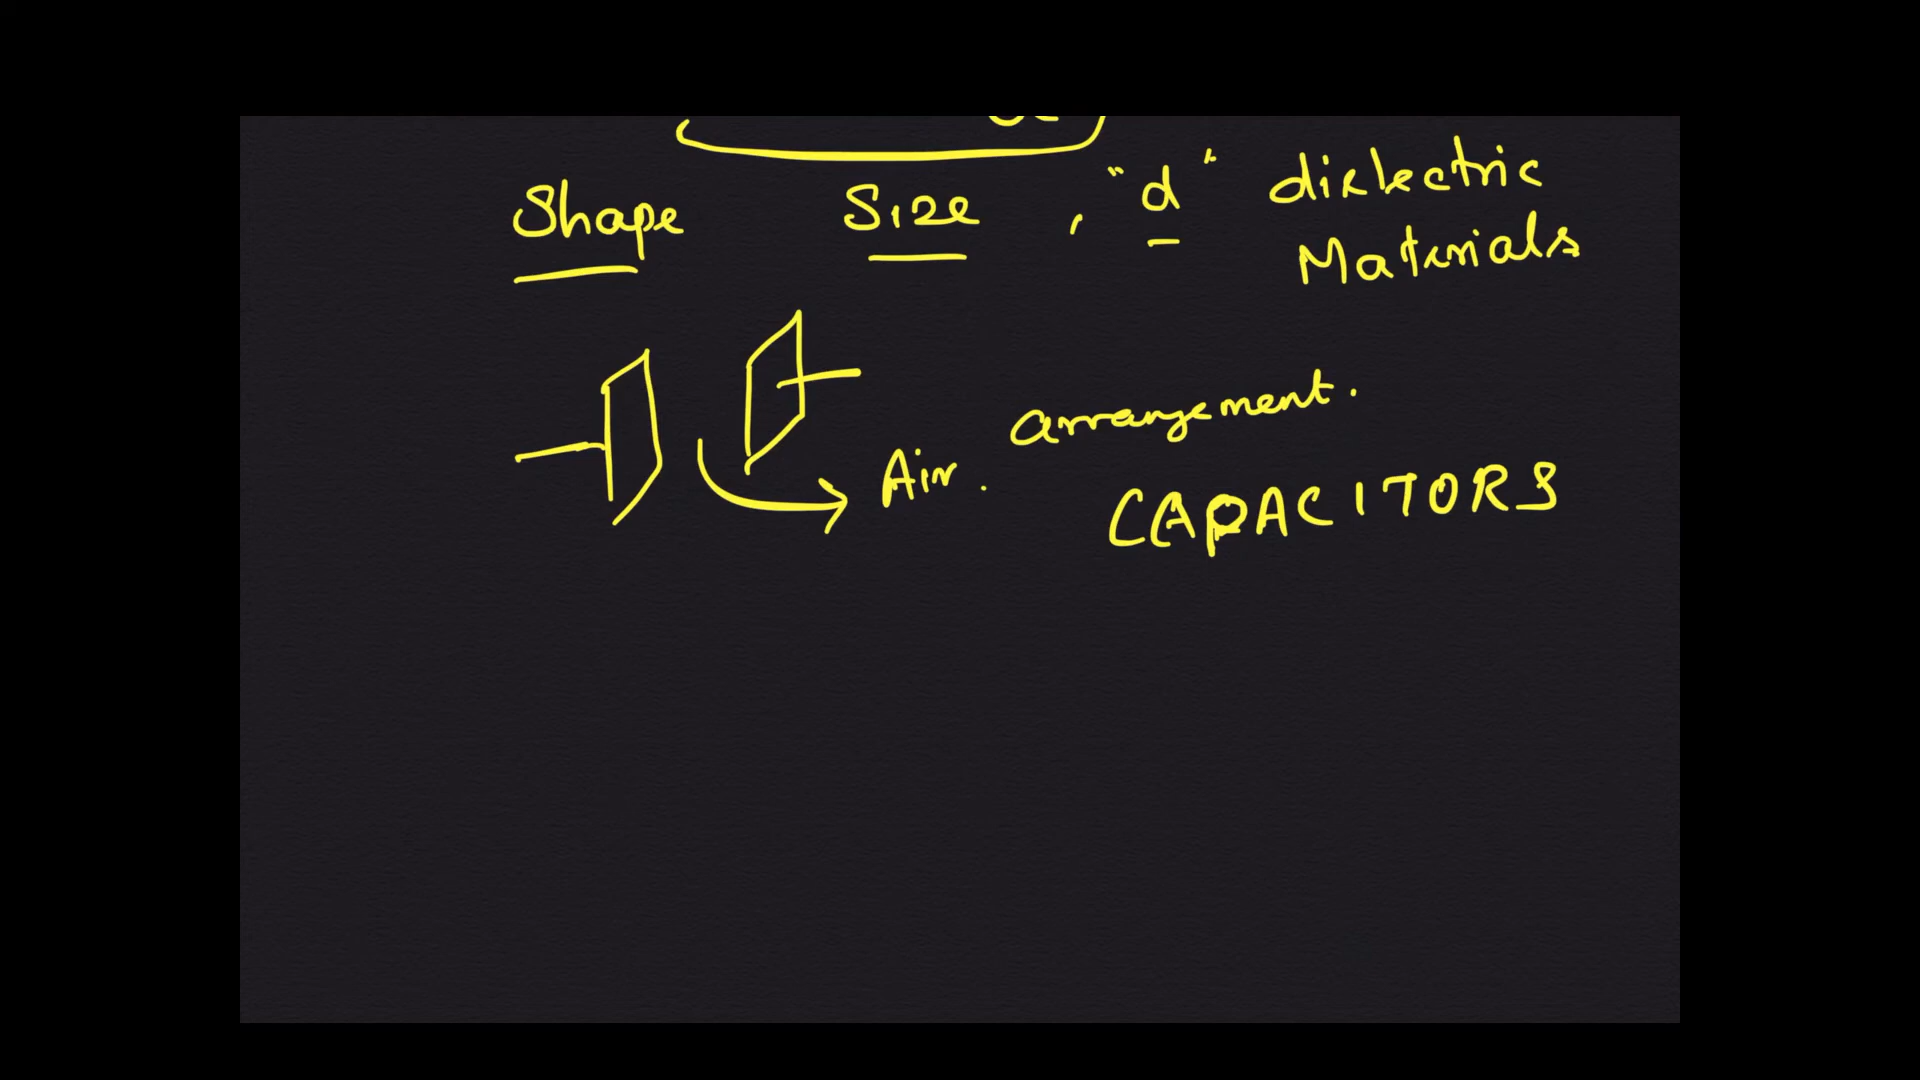 Shape Size , "d" dielectric
Materials
arrangement.
Air.
CAPACITORS